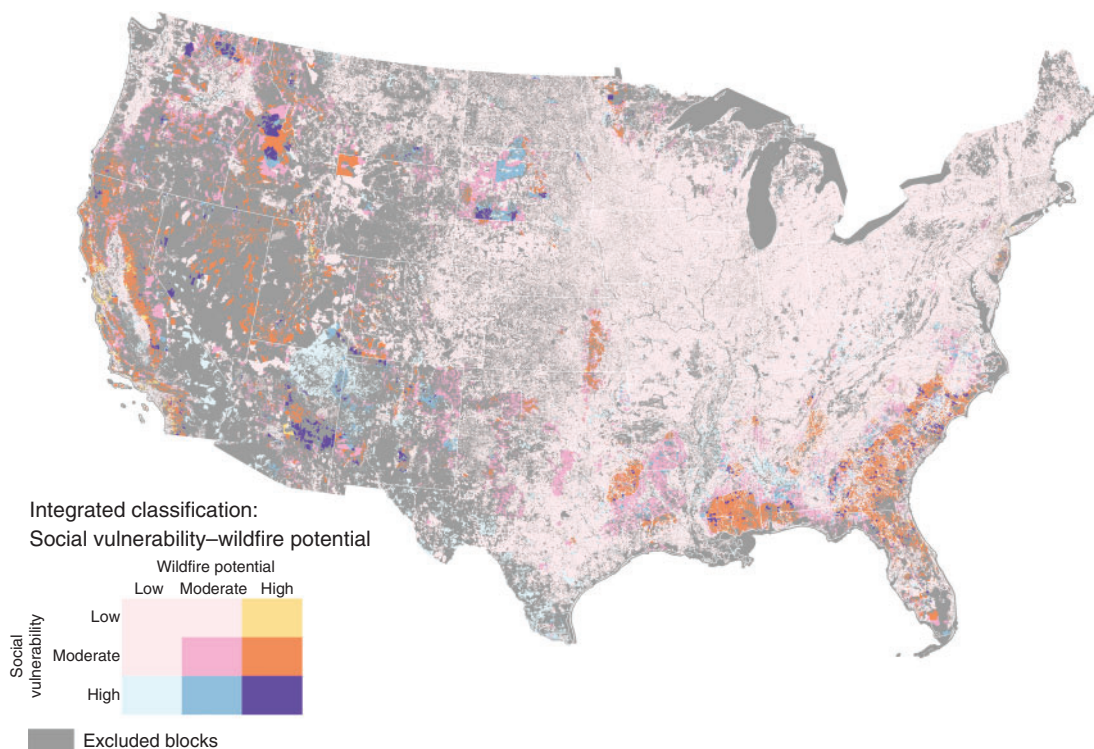 Integrated classification:
Social vulnerability–wildfire potential
Wildfire potential
Low Moderate High
Social
vulnerability
Low
Moderate
High
Excluded blocks